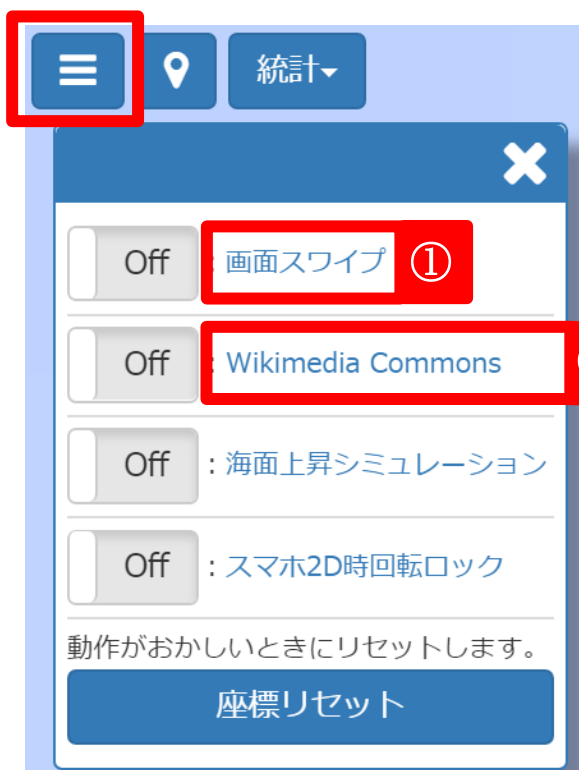 統計
Off : 画面スワイプ ①
Off : Wikimedia Commons
Off : 海面上昇シミュレーション
Off : スマホ2D時回転ロック
動作がおかしいときにリセットします。
座標リセット